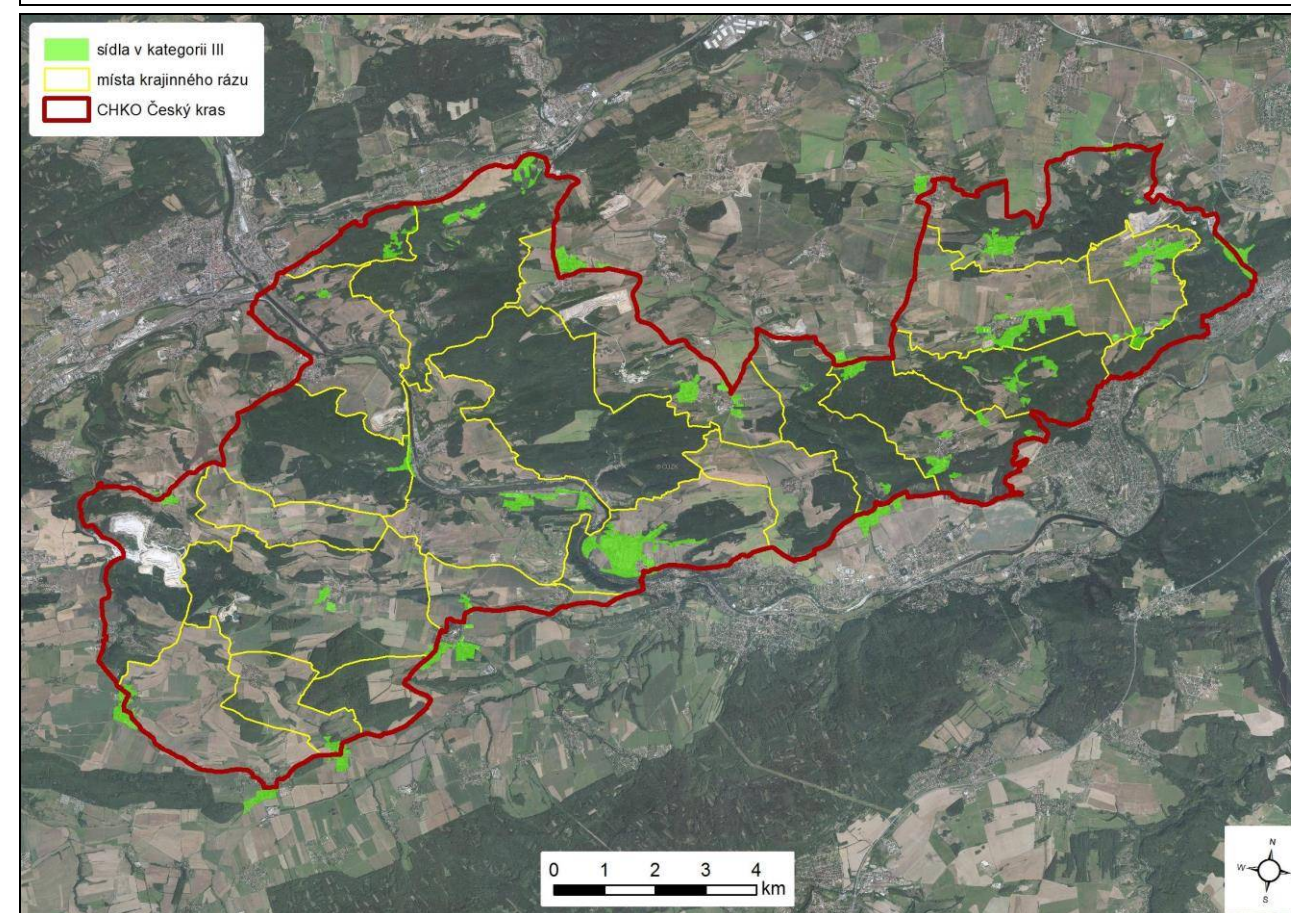 sídla v kategorii III
místa krajinného rázu
CHKO Český kras
0 1 2 3 4
km
N
W
S